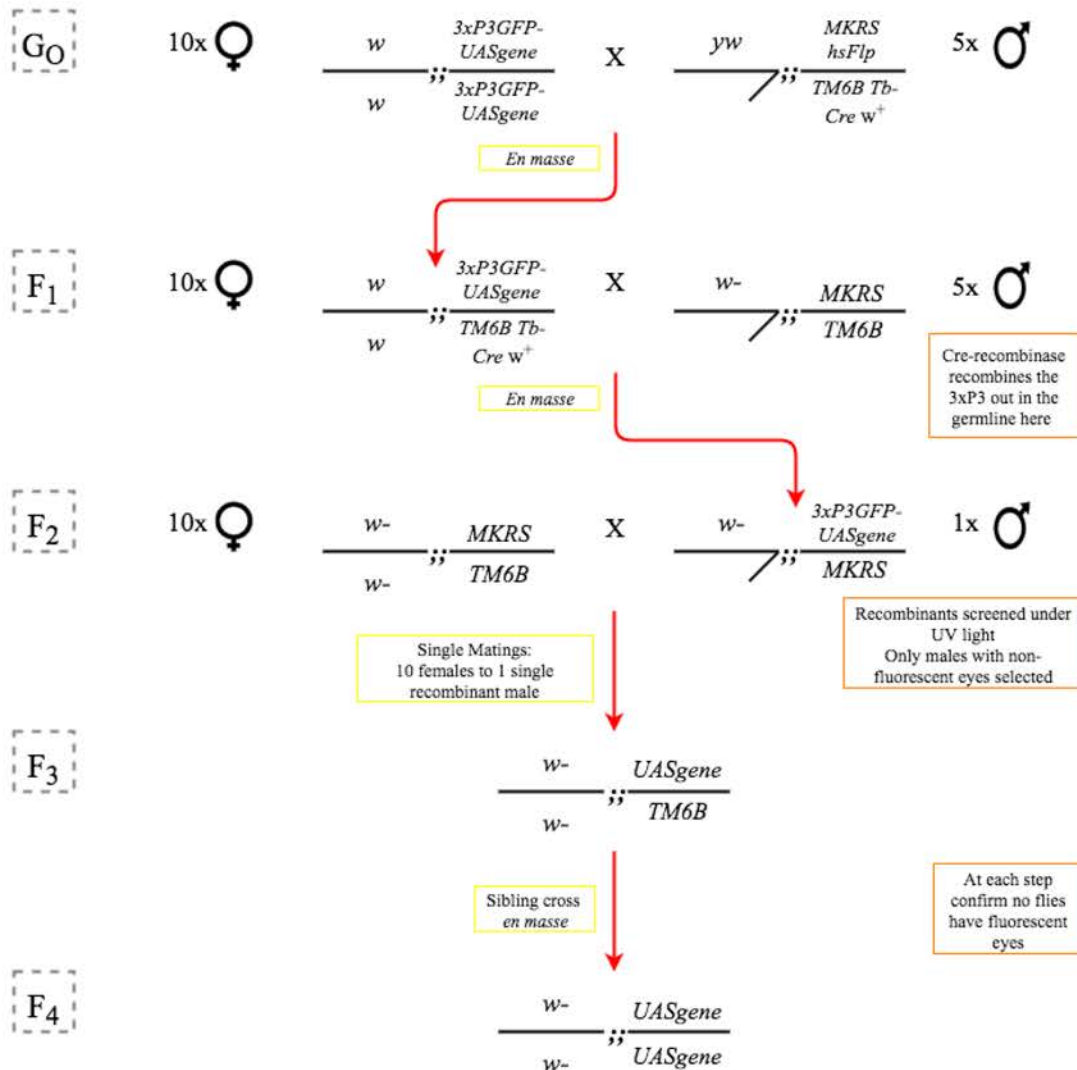 G0
10x
w
3xP3GFP-
UASgene
;;
w
3xP3GFP-
UASgene
X
yw
MKRS
hsFlp
;;
TM6B Tb-
Cre w+
5x
En masse
F1
10x
w
3xP3GFP-
UASgene
;;
w
TM6B Tb-
Cre w+
X
w-
MKRS
;;
TM6B
5x
Cre-recombinase
recombines the
3xP3 out in the
germline here
En masse
F2
10x
w-
MKRS
;;
w-
TM6B
X
w-
3xP3GFP-
UASgene
;;
MKRS
1x
Recombinants screened under
UV light
Only males with non-
fluorescent eyes selected
Single Matings:
10 females to 1 single
recombinant male
F3
w-
UASgene
;;
w-
TM6B
Sibling cross
en masse
At each step
confirm no flies
have fluorescent
eyes
F4
w-
UASgene
;;
w-
UASgene